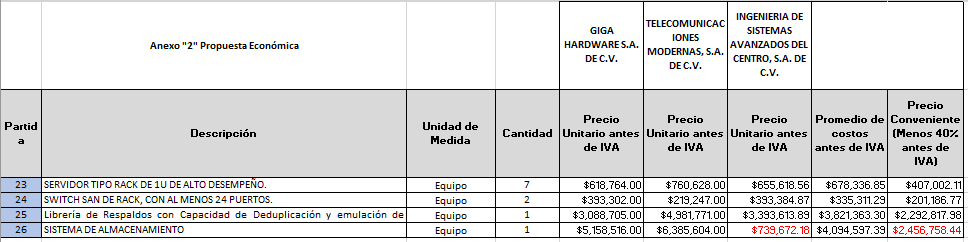 Anexo "2" Propuesta Económica
GIGA
HARDWARE S.A.
DE C.V.
TELECOMUNICAC
IONES
MODERNAS, S.A.
DE C.V.
INGENIERIA DE
SISTEMAS
AVANZADOS DEL
CENTRO, S.A. DE
C.V.
Partid
a
Descripción
Unidad de
Medida
Cantidad
Precio
Unitario antes
de IVA
Precio
Unitario antes
de IVA
Precio
Unitario antes
de IVA
Promedio de
costos
antes de IVA
Precio
Conveniente
(Menos 40%
antes de
IVA)
23 SERVIDOR TIPO RACK DE 1U DE ALTO DESEMPEÑO. Equipo 7 $618,764.00 $760,628.00 $655,618.56 $678,336.85 $407,002.11
24 SWITCH SAN DE RACK, CON AL MENOS 24 PUERTOS. Equipo 2 $393,302.00 $219,247.00 $393,384.87 $335,311.29 $201,186.77
25 Librería de Respaldos con Capacidad de Deduplicación y emulación de Equipo 1 $3,088,705.00 $4,981,771.00 $3,393,613.89 $3,821,363.30 $2,292,817.98
26 SISTEMA DE ALMACENAMIENTO Equipo 1 $5,158,516.00 $6,385,604.00 $739,672.18 $4,094,597.39 $2,456,758.44